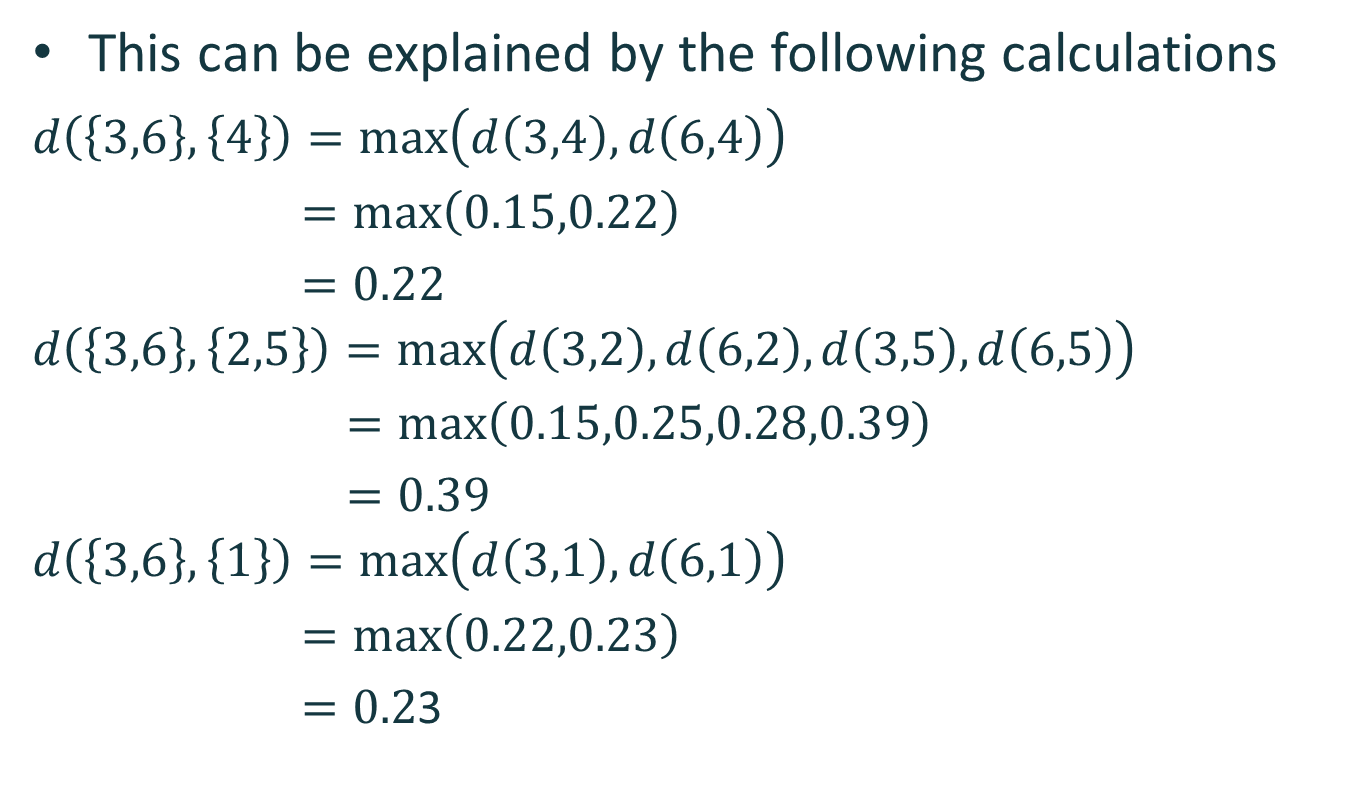 • This can be explained by the following calculations
d({3,6}, {4}) = max(d(3,4), d(6,4))
= max(0.15,0.22)
= 0.22
d({3,6}, {2,5}) = max(d(3,2), d(6,2), d(3,5), d(6,5))
= max(0.15,0.25,0.28,0.39)
= 0.39
d({3,6}, {1}) = max(d(3,1), d(6,1))
= max(0.22,0.23)
= 0.23